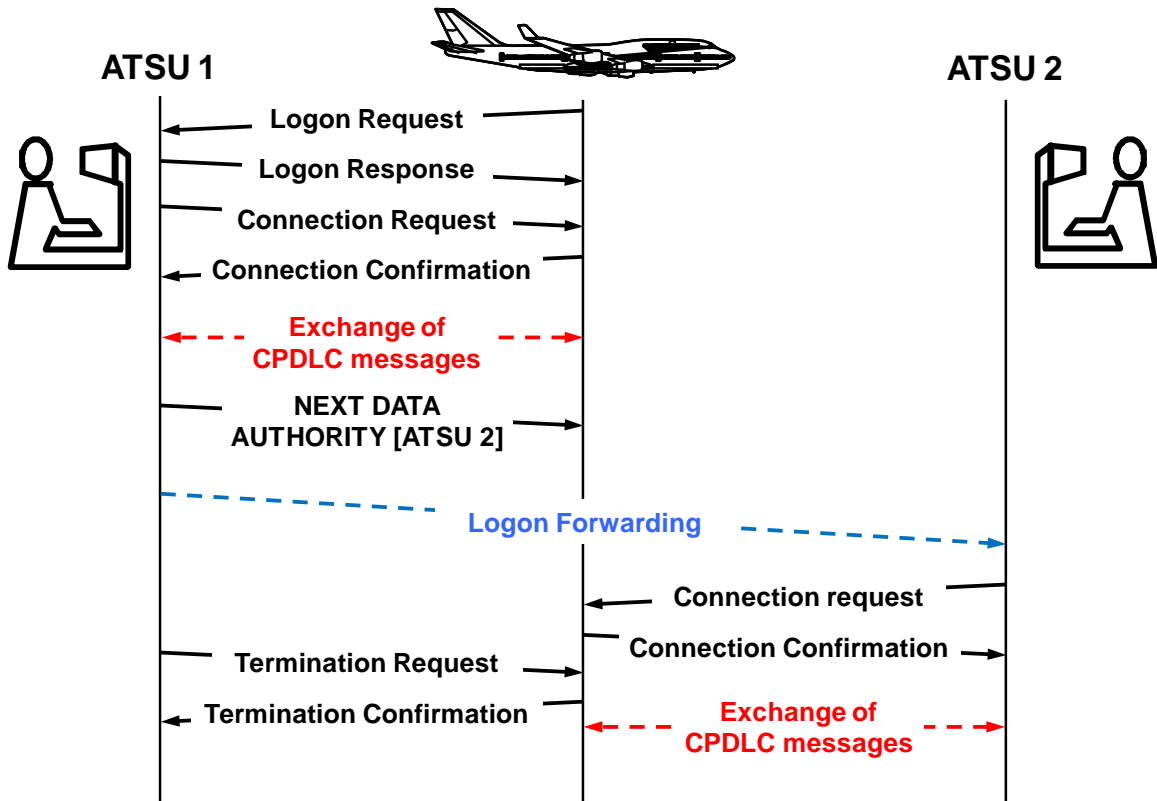 ATSU 1
ATSU 2
Logon Request
Logon Response
Connection Request
Connection Confirmation
Exchange of
CPDLC messages
NEXT DATA
AUTHORITY [ATSU 2]
Logon Forwarding
Connection request
Connection Confirmation
Termination Request
Termination Confirmation
Exchange of
CPDLC messages